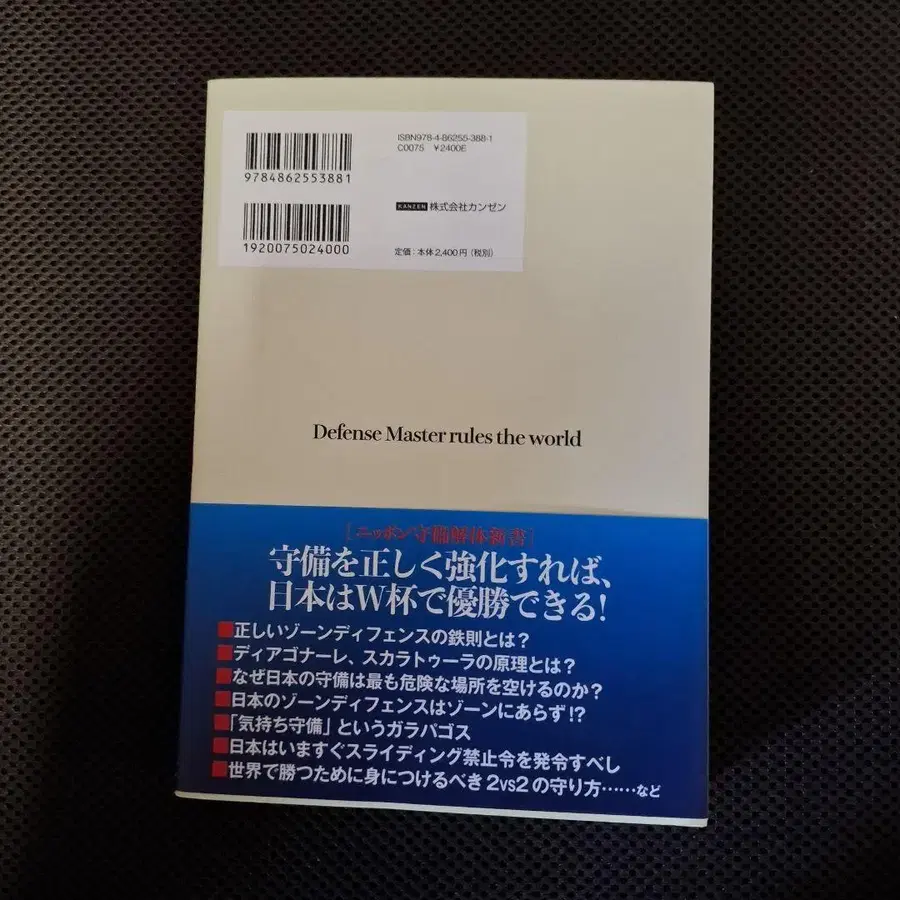 ISBN978-4-86255-388-1
C0075 ¥2400E
9784862553881
KANZEN 株式会社カンゼン
1920075024000
定価：本体2,400円（税別）
Defense Master rules the world
［ニッポン守備解体新書］
守備を正しく強化すれば、
日本はW杯で優勝できる！
■正しいゾーンディフェンスの鉄則とは？
■ディアゴナーレ、スカラトゥーラの原理とは？
■なぜ日本の守備は最も危険な場所を空けるのか？
■日本のゾーンディフェンスはゾーンにあらず!?
■「気持ち守備」というガラパゴス
■日本はいますぐスライディング禁止令を発令すべし
■世界で勝つために身につけるべき2vs2の守り方……など